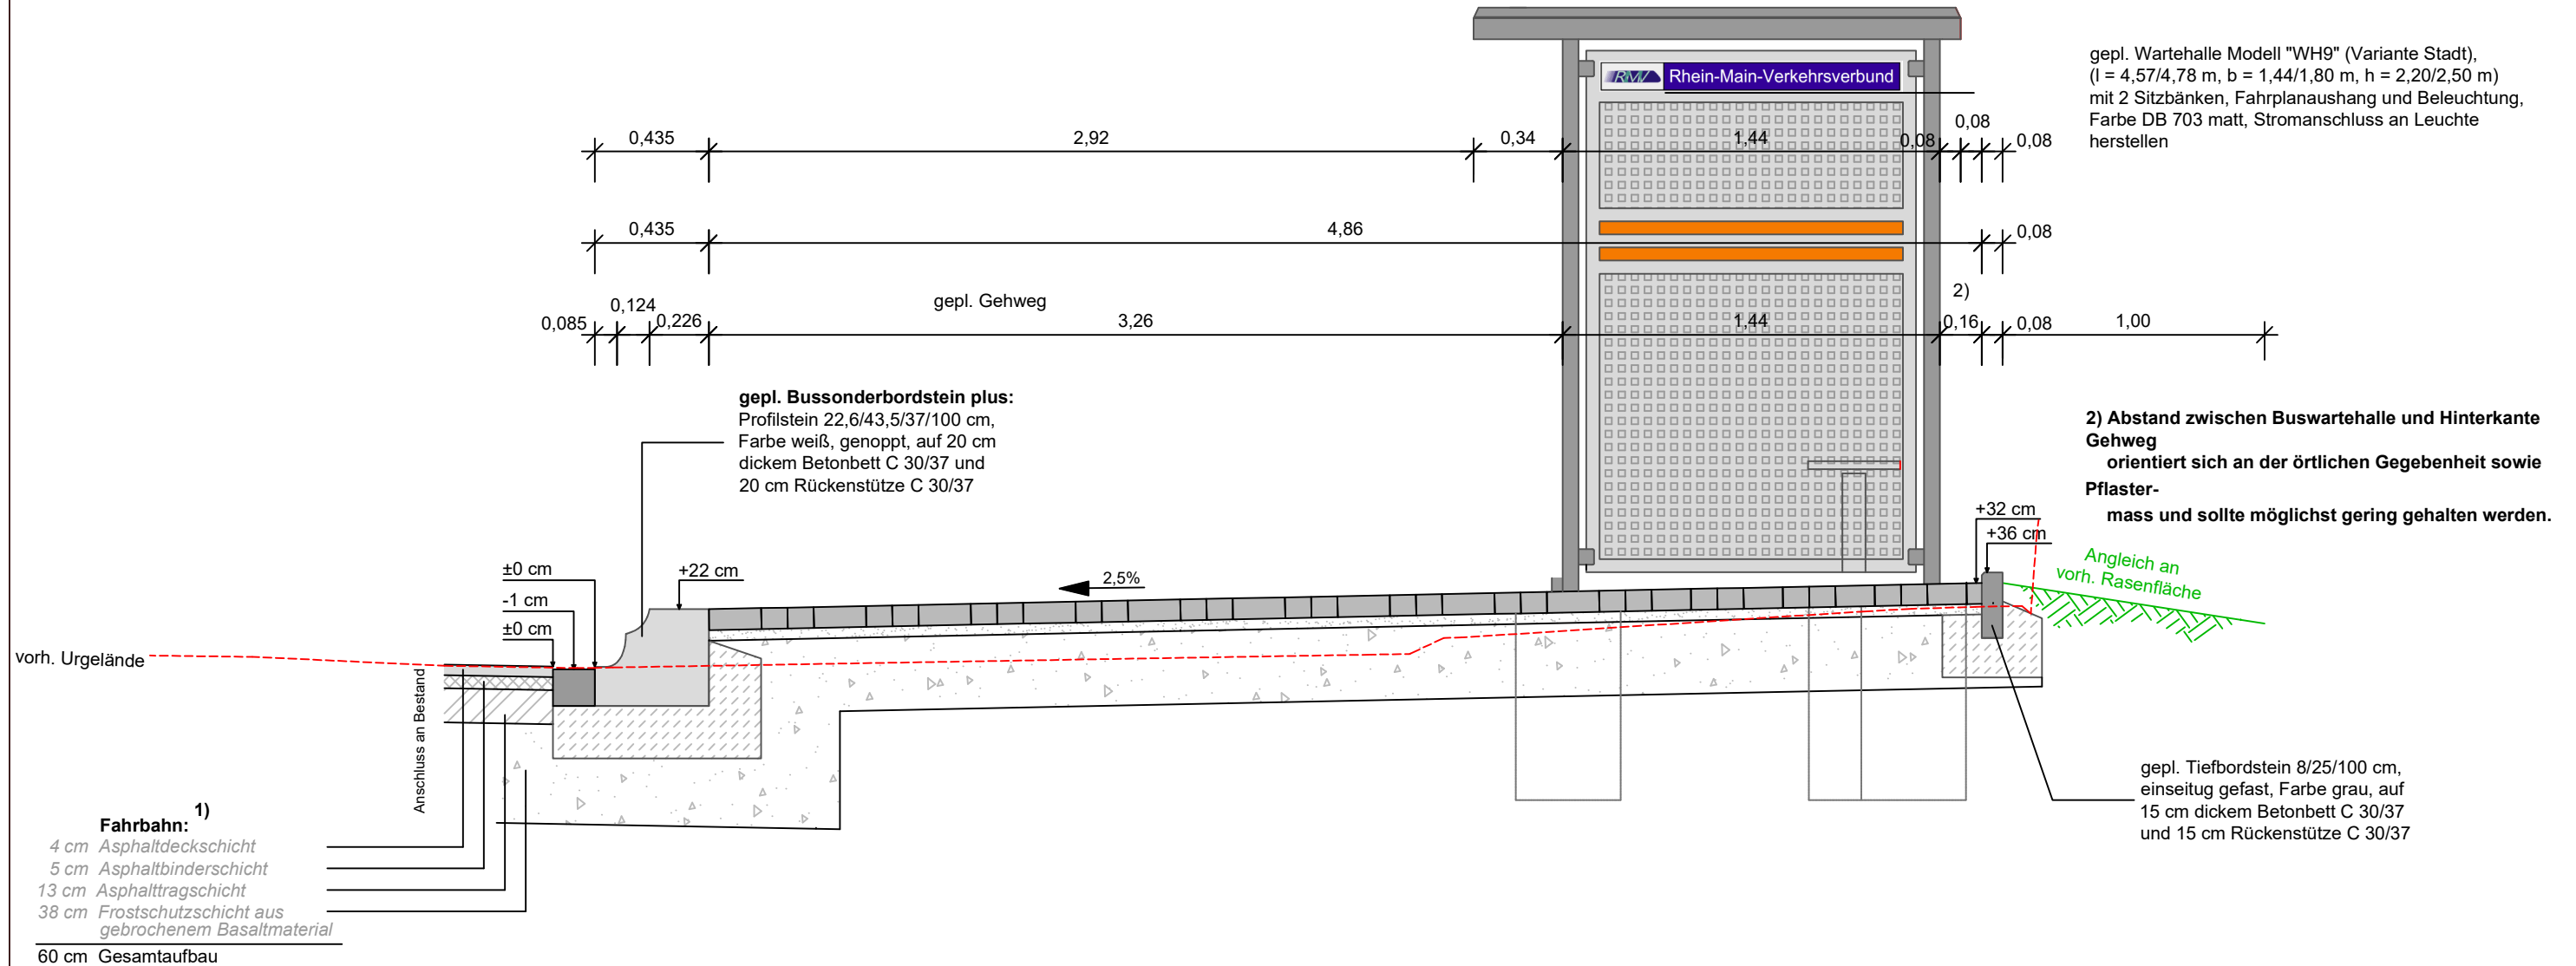 RMV Rhein-Main-Verkehrsverbund
gepl. Wartehalle Modell "WH9" (Variante Stadt),
(l = 4,57/4,78 m, b = 1,44/1,80 m, h = 2,20/2,50 m)
mit 2 Sitzbänken, Fahrplanaushang und Beleuchtung,
Farbe DB 703 matt, Stromanschluss an Leuchte
herstellen
0,435 2,92 0,34 1,44 0,08 0,08 0,08
0,435 4,86 0,08
gepl. Gehweg
2)
0,085 0,124 0,226 3,26 1,44 0,16 0,08 1,00
gepl. Bussonderbordstein plus:
Profilstein 22,6/43,5/37/100 cm,
Farbe weiß, genoppt, auf 20 cm
dickem Betonbett C 30/37 und
20 cm Rückenstütze C 30/37
2) Abstand zwischen Buswartehalle und Hinterkante
Gehweg
orientiert sich an der örtlichen Gegebenheit sowie
Pflaster-
mass und sollte möglichst gering gehalten werden.
+32 cm
+36 cm
Angleich an
vorh. Rasenfläche
±0 cm
-1 cm
±0 cm
+22 cm
2,5%
vorh. Urgelände
Anschluss an Bestand
gepl. Tiefbordstein 8/25/100 cm,
einseitug gefast, Farbe grau, auf
15 cm dickem Betonbett C 30/37
und 15 cm Rückenstütze C 30/37
Fahrbahn: 1)
4 cm Asphaltdeckschicht
5 cm Asphaltbinderschicht
13 cm Asphalttragschicht
38 cm Frostschutzschicht aus
gebrochenem Basaltmaterial
60 cm Gesamtaufbau